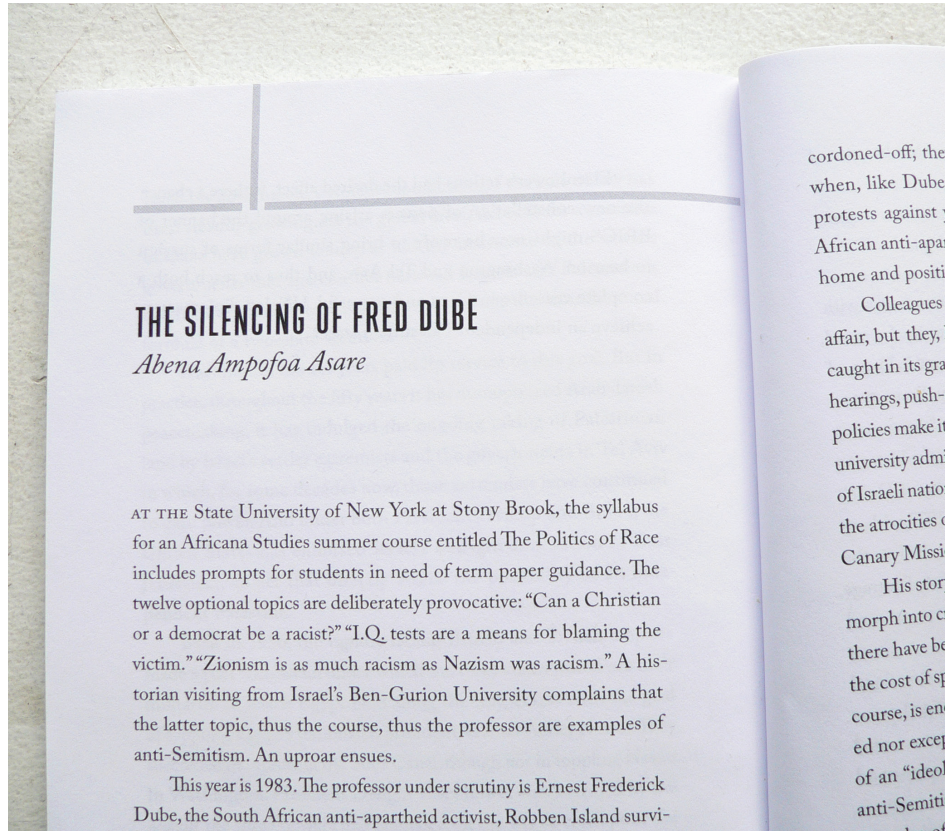 THE SILENCING OF FRED DUBE
Abena Ampofoa Asare
AT THE State University of New York at Stony Brook, the syllabus
for an Africana Studies summer course entitled The Politics of Race
includes prompts for students in need of term paper guidance. The
twelve optional topics are deliberately provocative: “Can a Christian
or a democrat be a racist?” “I.Q. tests are a means for blaming the
victim.” “Zionism is as much racism as Nazism was racism.” A his-
torian visiting from Israel’s Ben-Gurion University complains that
the latter topic, thus the course, thus the professor are examples of
anti-Semitism. An uproar ensues.
This year is 1983. The professor under scrutiny is Ernest Frederick
Dube, the South African anti-apartheid activist, Robben Island survi-
cordoned-off; the
when, like Dube
protests against
African anti-apa
home and positi
Colleagues
affair, but they,
caught in its gra
hearings, push-
policies make it
university admi
of Israeli natio
the atrocities
Canary Missi
His stor
morph into c
there have be
the cost of sp
course, is en
ed nor excep
of an “ideol
anti-Semiti